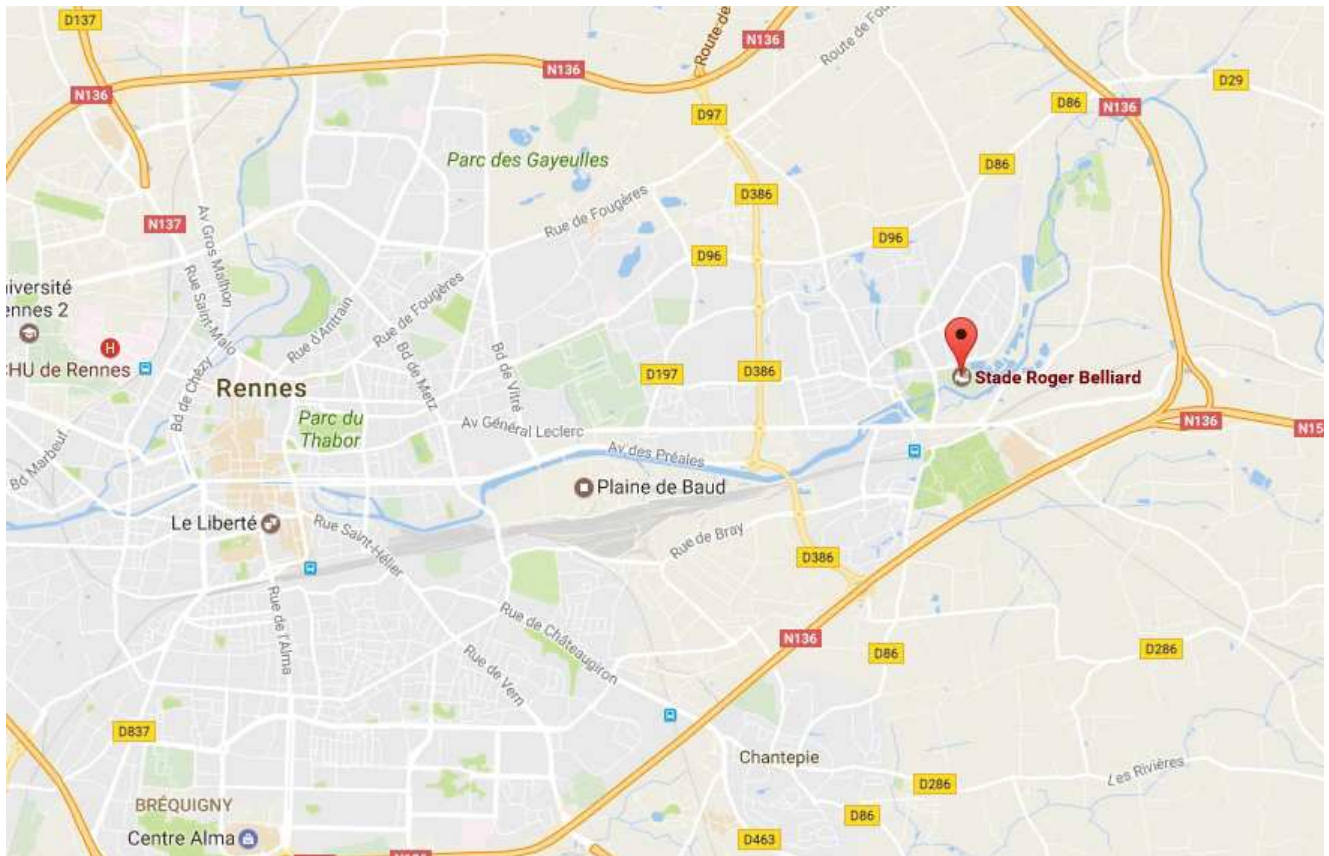 D137
N136
N136
N136
Route de
Route de Fougères
D29
N136
D86
D97
Parc des Gayeulles
D86
D386
Rue de Fougères
N137
Av Gros Malhon
D96
D96
Rue Saint-Malo
niversité
ennes 2
Rue d'Antrain
Rue de Fougères
H
CHU de Rennes
Bd de Chézy
Bd de Metz
Bd de Vitré
D197
D386
Stade Roger Belliard
Rennes
Parc du
Thabor
Av Général Leclerc
N136
N15
Bd Marbeuf
Av des Préales
Plaine de Baud
Le Liberté
Rue Saint-Hélier
Rue de Bray
D386
Rue de l'Alma
Rue de Châteaugiron
N136
D86
D286
Rue de Vern
D837
Chantepie
Les Rivières
D286
BRÉQUIGNY
D86
Centre Alma
D463